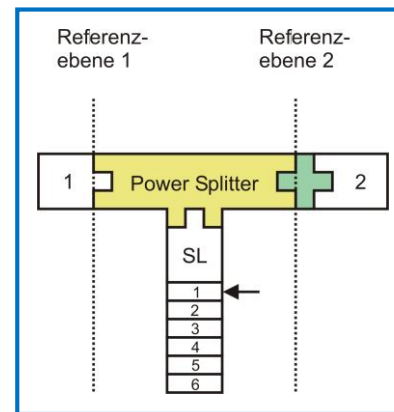 Referenz-
ebene 1
Referenz-
ebene 2
1 Power Splitter 2
SL
1
2
3
4
5
6